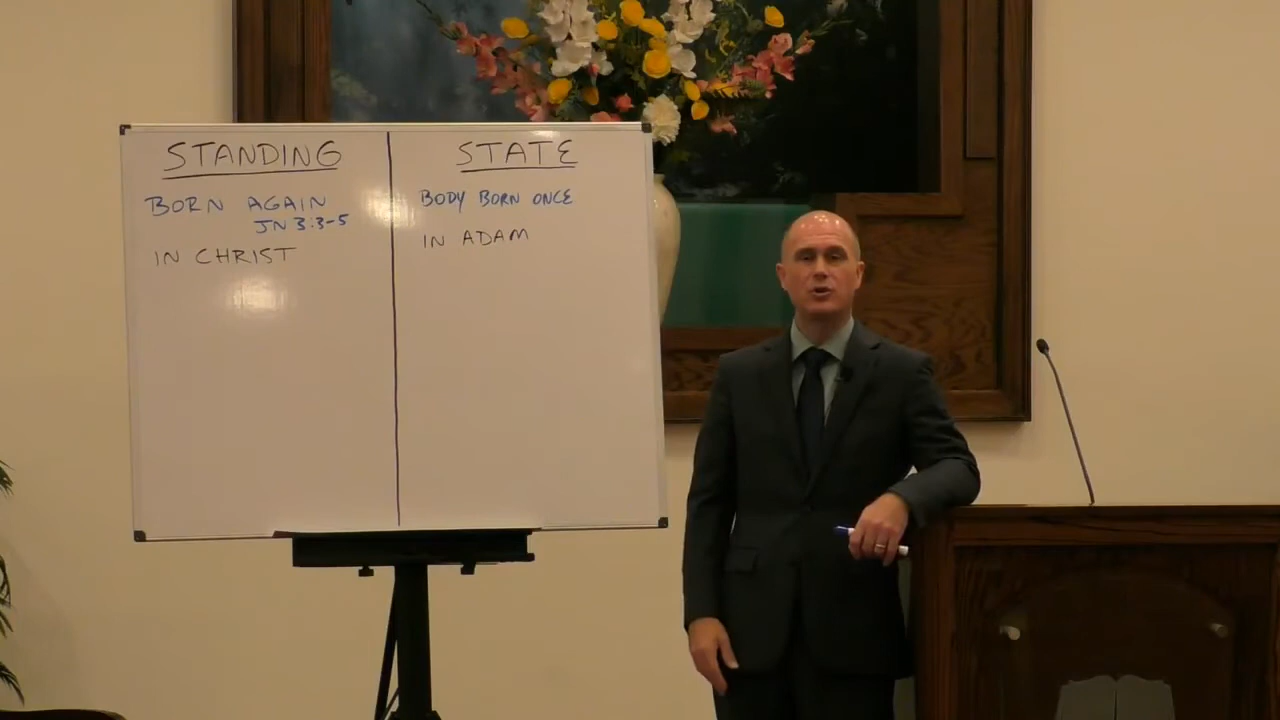 STANDING
BORN AGAIN
JN 3:3-5
IN CHRIST
STATE
BODY BORN ONCE
IN ADAM